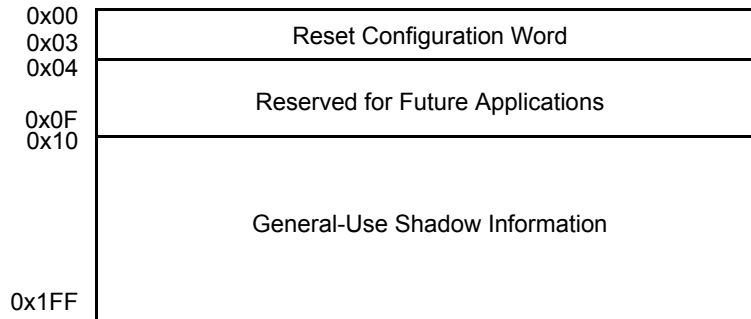 0x00
Reset Configuration Word
0x03
0x04
Reserved for Future Applications
0x0F
0x10
General-Use Shadow Information
0x1FF